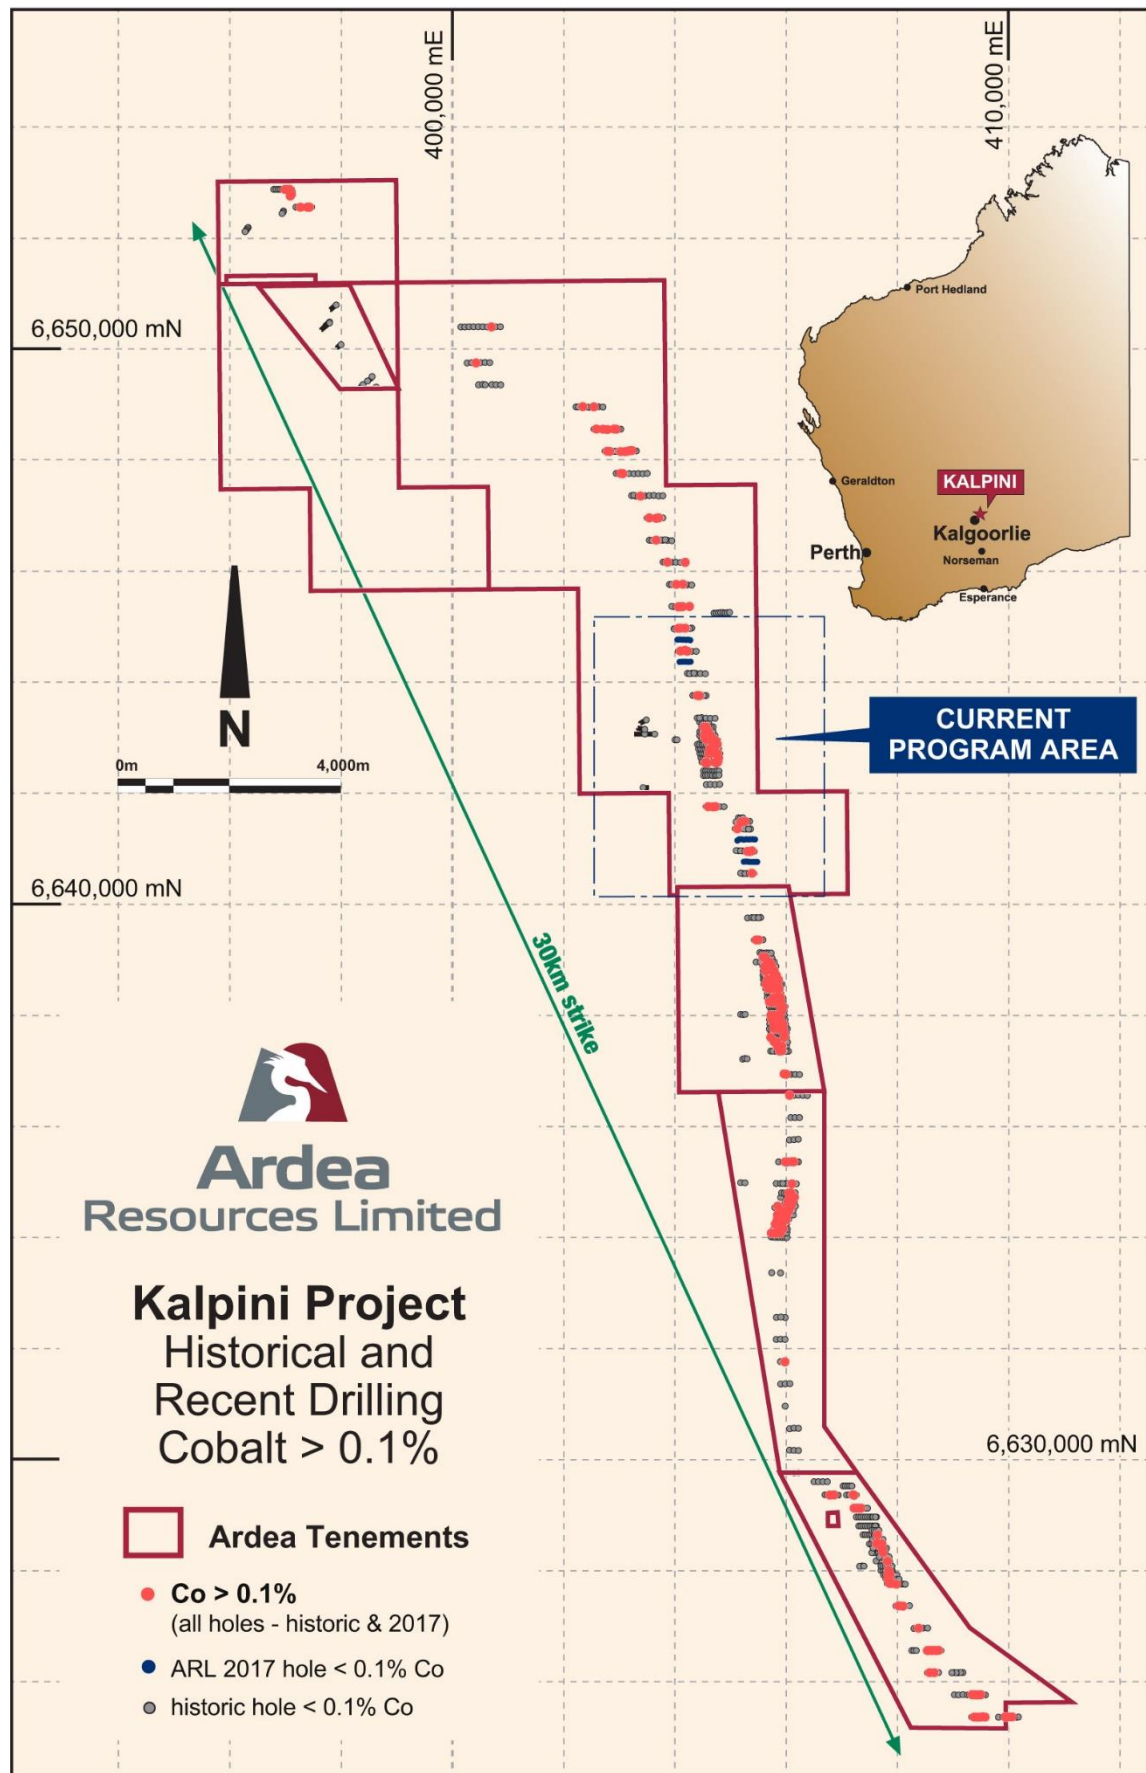 400,000 mE
410,000 mE
Port Hedland
6,650,000 mN
Geraldton
KALPINI
Kalgoorlie
Perth
Norseman
Esperance
N
CURRENT
PROGRAM AREA
0m
4,000m
6,640,000 mN
30km strike
Ardea
Resources Limited
Kalpini Project
Historical and
Recent Drilling
Cobalt > 0.1%
6,630,000 mN
Ardea Tenements
Co > 0.1%
(all holes - historic & 2017)
ARL 2017 hole < 0.1% Co
historic hole < 0.1% Co